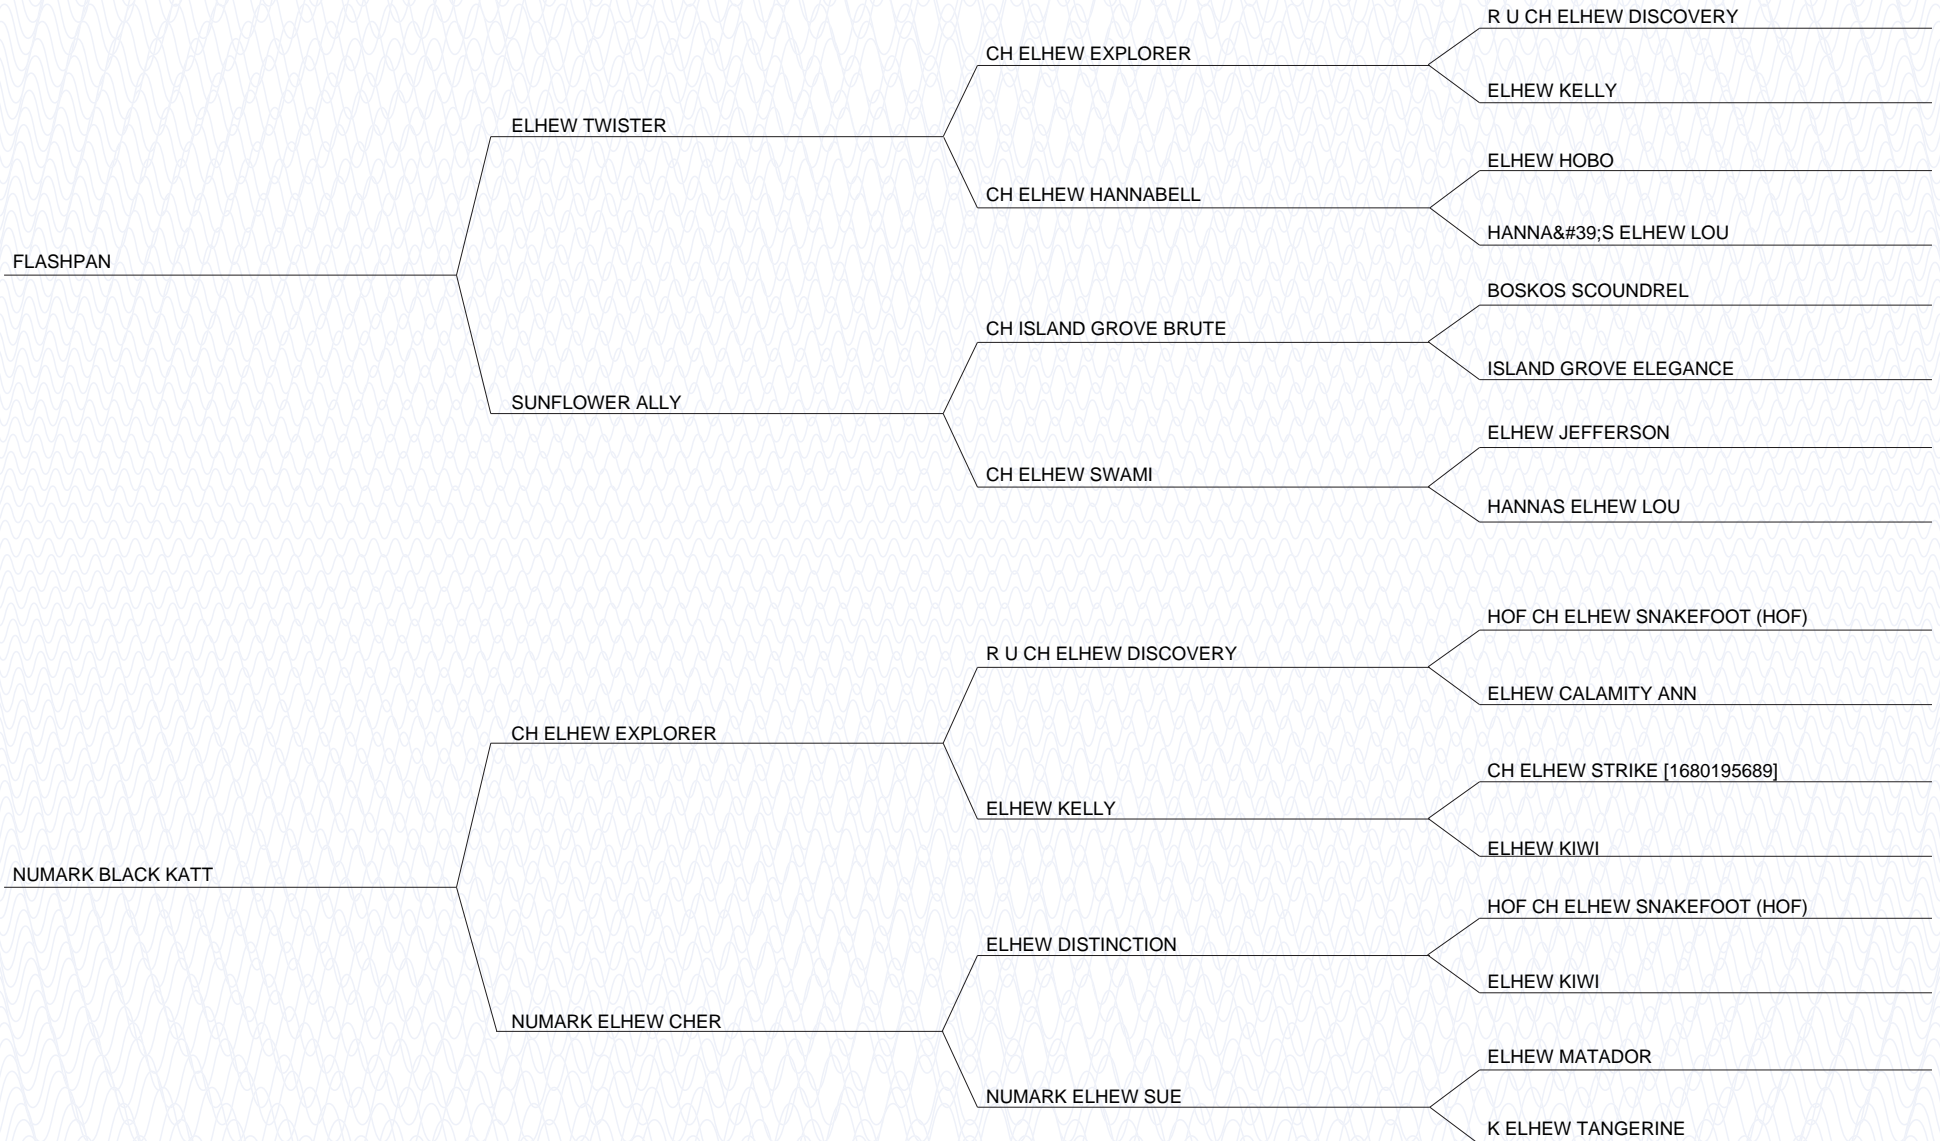 R U CH ELHEW DISCOVERY
CH ELHEW EXPLORER
ELHEW KELLY
ELHEW TWISTER
ELHEW HOBO
CH ELHEW HANNABELL
HANNA&#39;S ELHEW LOU
FLASHPAN
BOSKOS SCOUNDREL
CH ISLAND GROVE BRUTE
ISLAND GROVE ELEGANCE
SUNFLOWER ALLY
ELHEW JEFFERSON
CH ELHEW SWAMI
HANNAS ELHEW LOU
HOF CH ELHEW SNAKEFOOT (HOF)
R U CH ELHEW DISCOVERY
ELHEW CALAMITY ANN
CH ELHEW EXPLORER
CH ELHEW STRIKE [1680195689]
ELHEW KELLY
ELHEW KIWI
NUMARK BLACK KATT
HOF CH ELHEW SNAKEFOOT (HOF)
ELHEW DISTINCTION
ELHEW KIWI
NUMARK ELHEW CHER
ELHEW MATADOR
NUMARK ELHEW SUE
K ELHEW TANGERINE